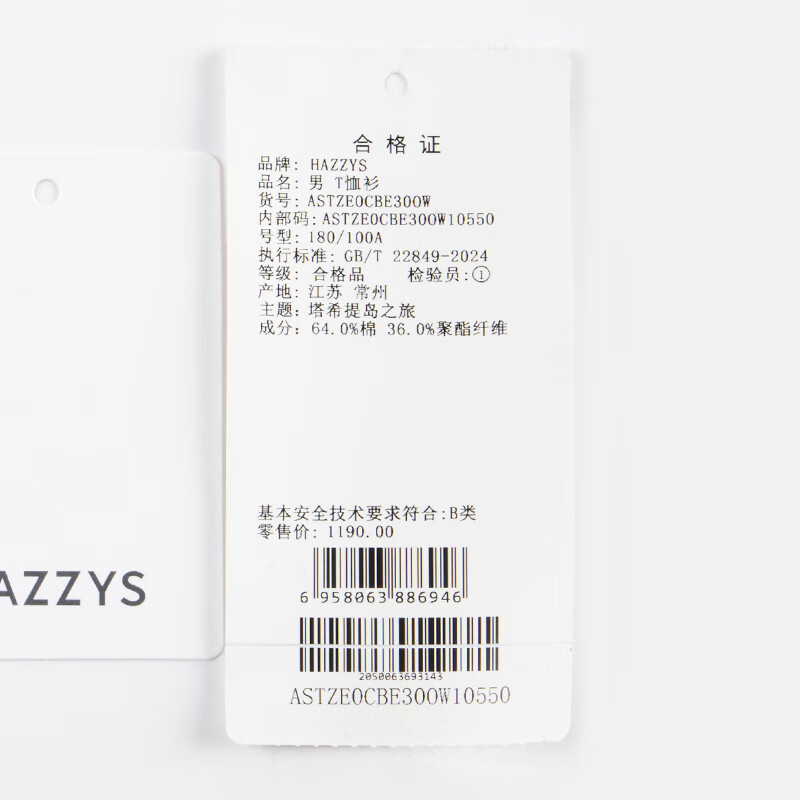 合格证
品牌: HAZZYS
品名: 男 T恤衫
货号: ASTZE0CBE300W
内部码: ASTZE0CBE300W10550
号型: 180/100A
执行标准: GB/T 22849-2024
等级: 合格品 检验员:①
产地: 江苏 常州
主题: 塔希提岛之旅
成分: 64.0%棉 36.0%聚酯纤维
基本安全技术要求符合:B类
零售价: 1190.00
6 958063 886946
2050063693143
ASTZE0CBE300W10550
AZZYS